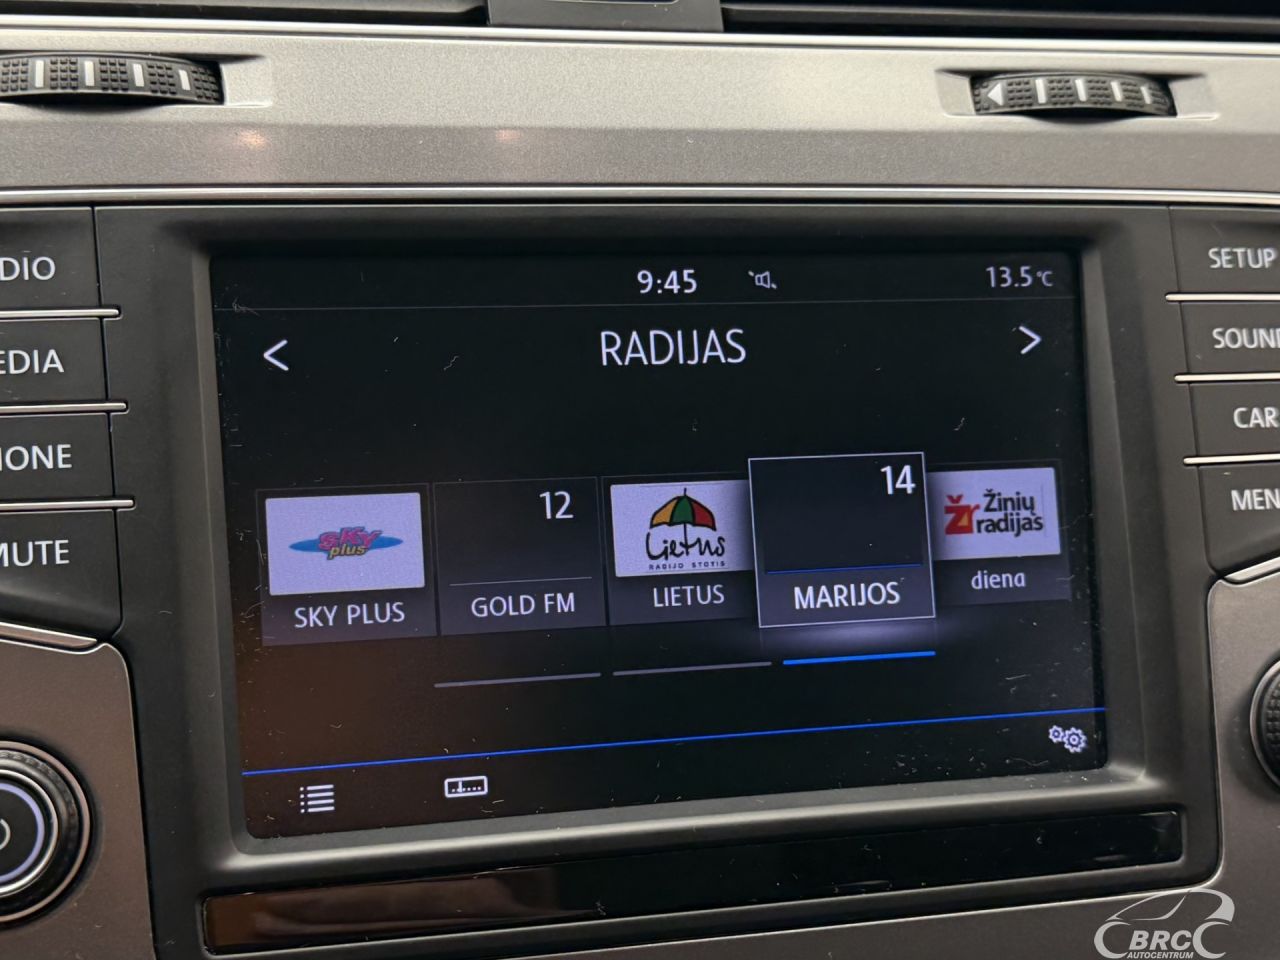 9:45
13.5°C
RADIJAS
SKY plus
SKY PLUS
12
GOLD FM
Lietus
RADIJO STOTIS
LIETUS
14
MARIJOS
Žr Žinių
radijas
diena
DIO
EDIA
HONE
MUTE
SETUP
SOUN
CAR
MEN
BRC
AUTOCENTRUM